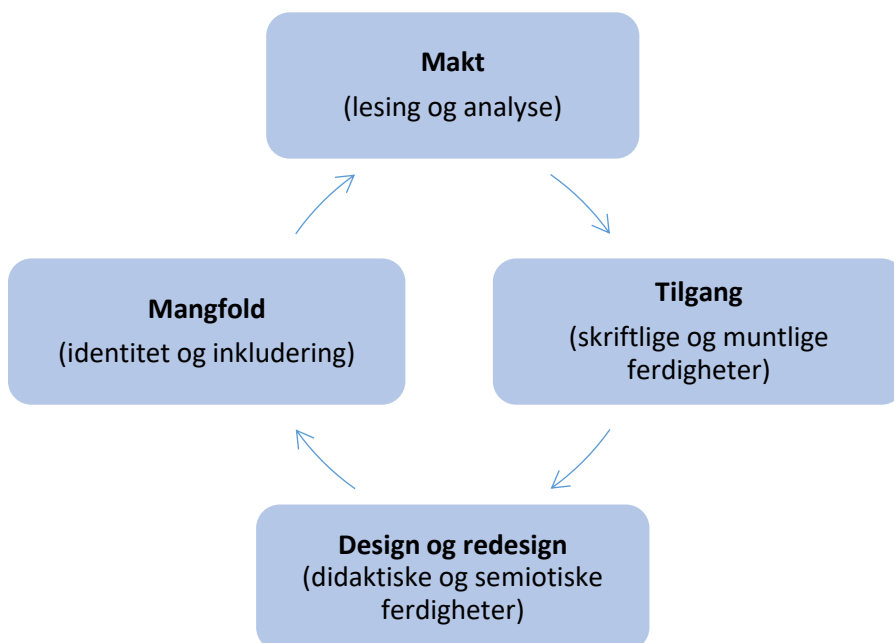 Makt
(lesing og analyse)
Mangfold
(identitet og inkludering)
Tilgang
(skriftlige og muntlige
ferdigheter)
Design og redesign
(didaktiske og semiotiske
ferdigheter)